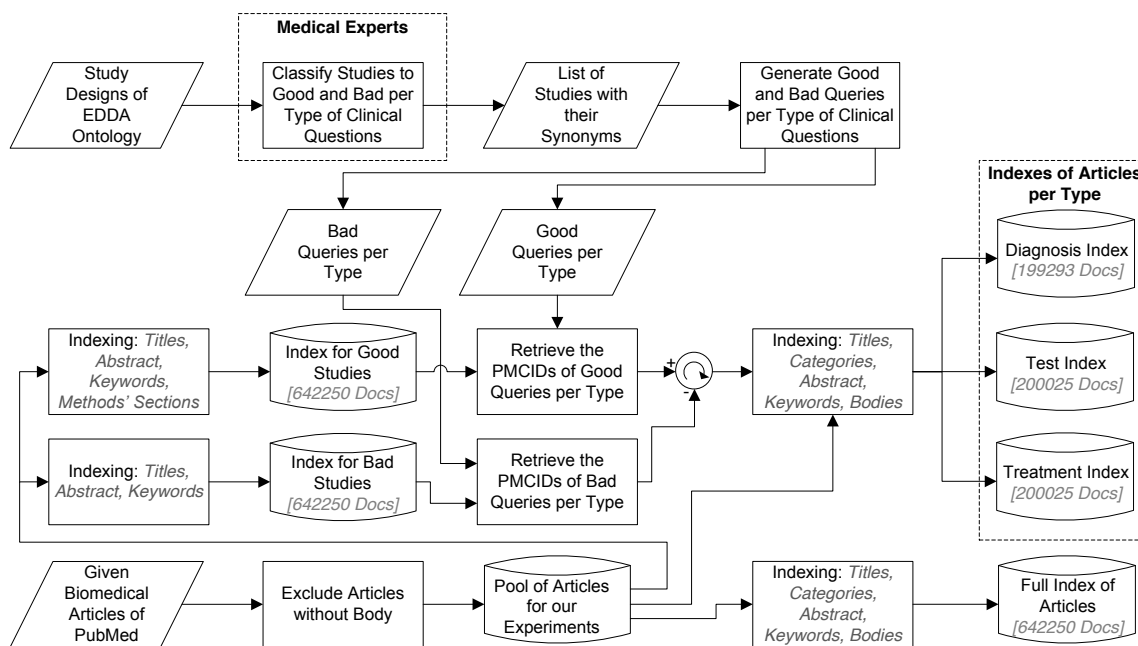 Medical Experts
Study
Designs of
EDDA
Ontology
Classify Studies to
Good and Bad per
Type of Clinical
Questions
List of
Studies with
their
Synonyms
Generate Good
and Bad Queries
per Type of Clinical
Questions
Indexes of Articles
per Type
Bad
Queries per
Type
Good
Queries per
Type
Diagnosis Index
[199293 Docs]
Indexing: Titles,
Abstract,
Keywords,
Methods' Sections
Index for Good
Studies
[642250 Docs]
Retrieve the
PMCIDs of Good
Queries per Type
+
-
Indexing: Titles,
Categories,
Abstract,
Keywords, Bodies
Test Index
[200025 Docs]
Indexing: Titles,
Abstract, Keywords
Index for Bad
Studies
[642250 Docs]
Retrieve the
PMCIDs of Bad
Queries per Type
Treatment Index
[200025 Docs]
Given
Biomedical
Articles of
PubMed
Exclude Articles
without Body
Pool of Articles
for our
Experiments
Indexing: Titles,
Categories,
Abstract,
Keywords, Bodies
Full Index of
Articles
[642250 Docs]